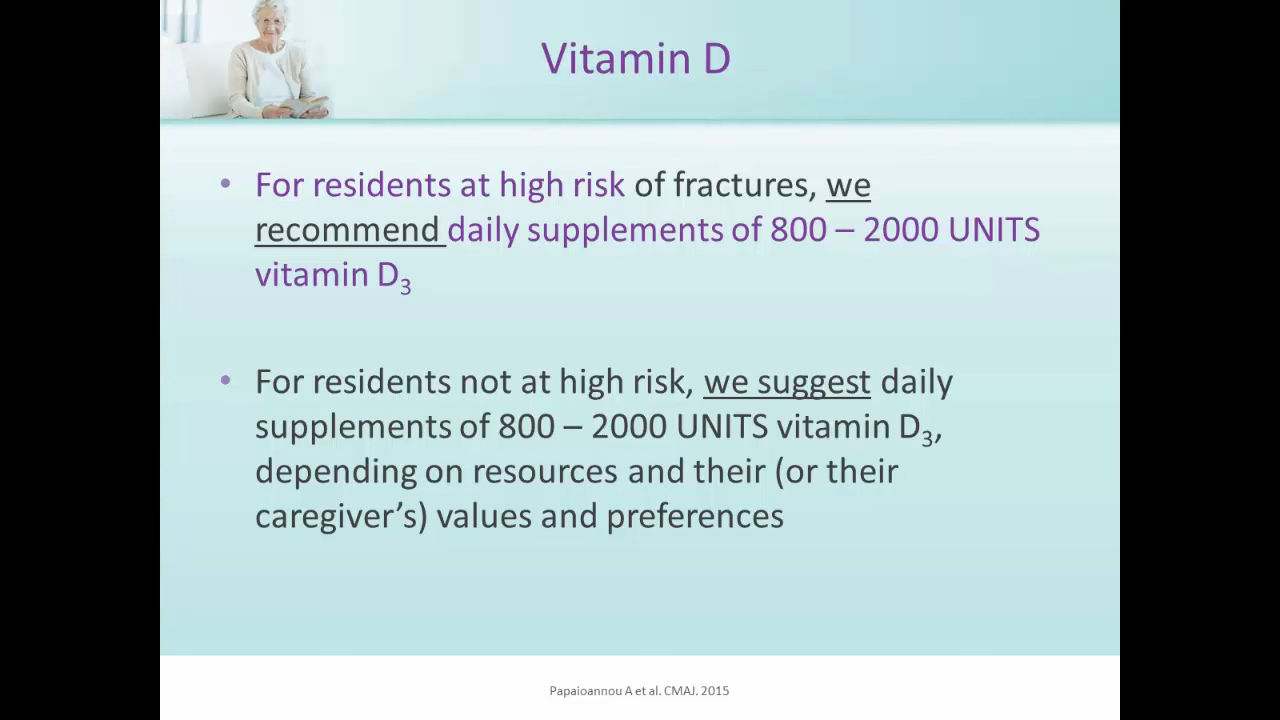 Vitamin D
• For residents at high risk of fractures, we
recommend daily supplements of 800 – 2000 UNITS
vitamin D₃
• For residents not at high risk, we suggest daily
supplements of 800 – 2000 UNITS vitamin D₃,
depending on resources and their (or their
caregiver’s) values and preferences
Papaioannou A et al. CMAJ. 2015